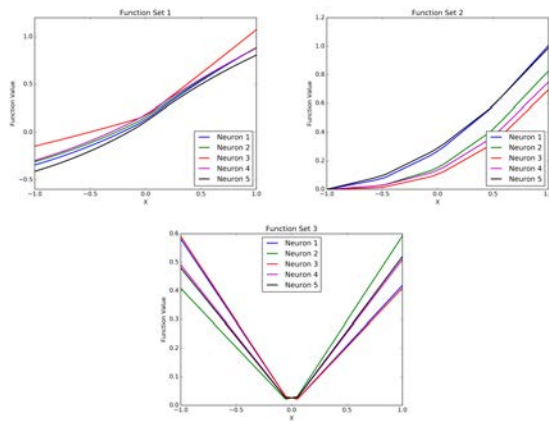 Function Set 1
Function Value
1.0
0.5
0.0
−0.5
Neuron 1
Neuron 2
Neuron 3
Neuron 4
Neuron 5
−1.0 −0.5 0.0 0.5 1.0
X
Function Set 2
Function Value
1.2
1.0
0.8
0.6
0.4
0.2
0.0
Neuron 1
Neuron 2
Neuron 3
Neuron 4
Neuron 5
−1.0 −0.5 0.0 0.5 1.0
X
Function Set 3
Function Value
0.6
0.5
0.4
0.3
0.2
0.1
0.0
Neuron 1
Neuron 2
Neuron 3
Neuron 4
Neuron 5
−1.0 −0.5 0.0 0.5 1.0
X